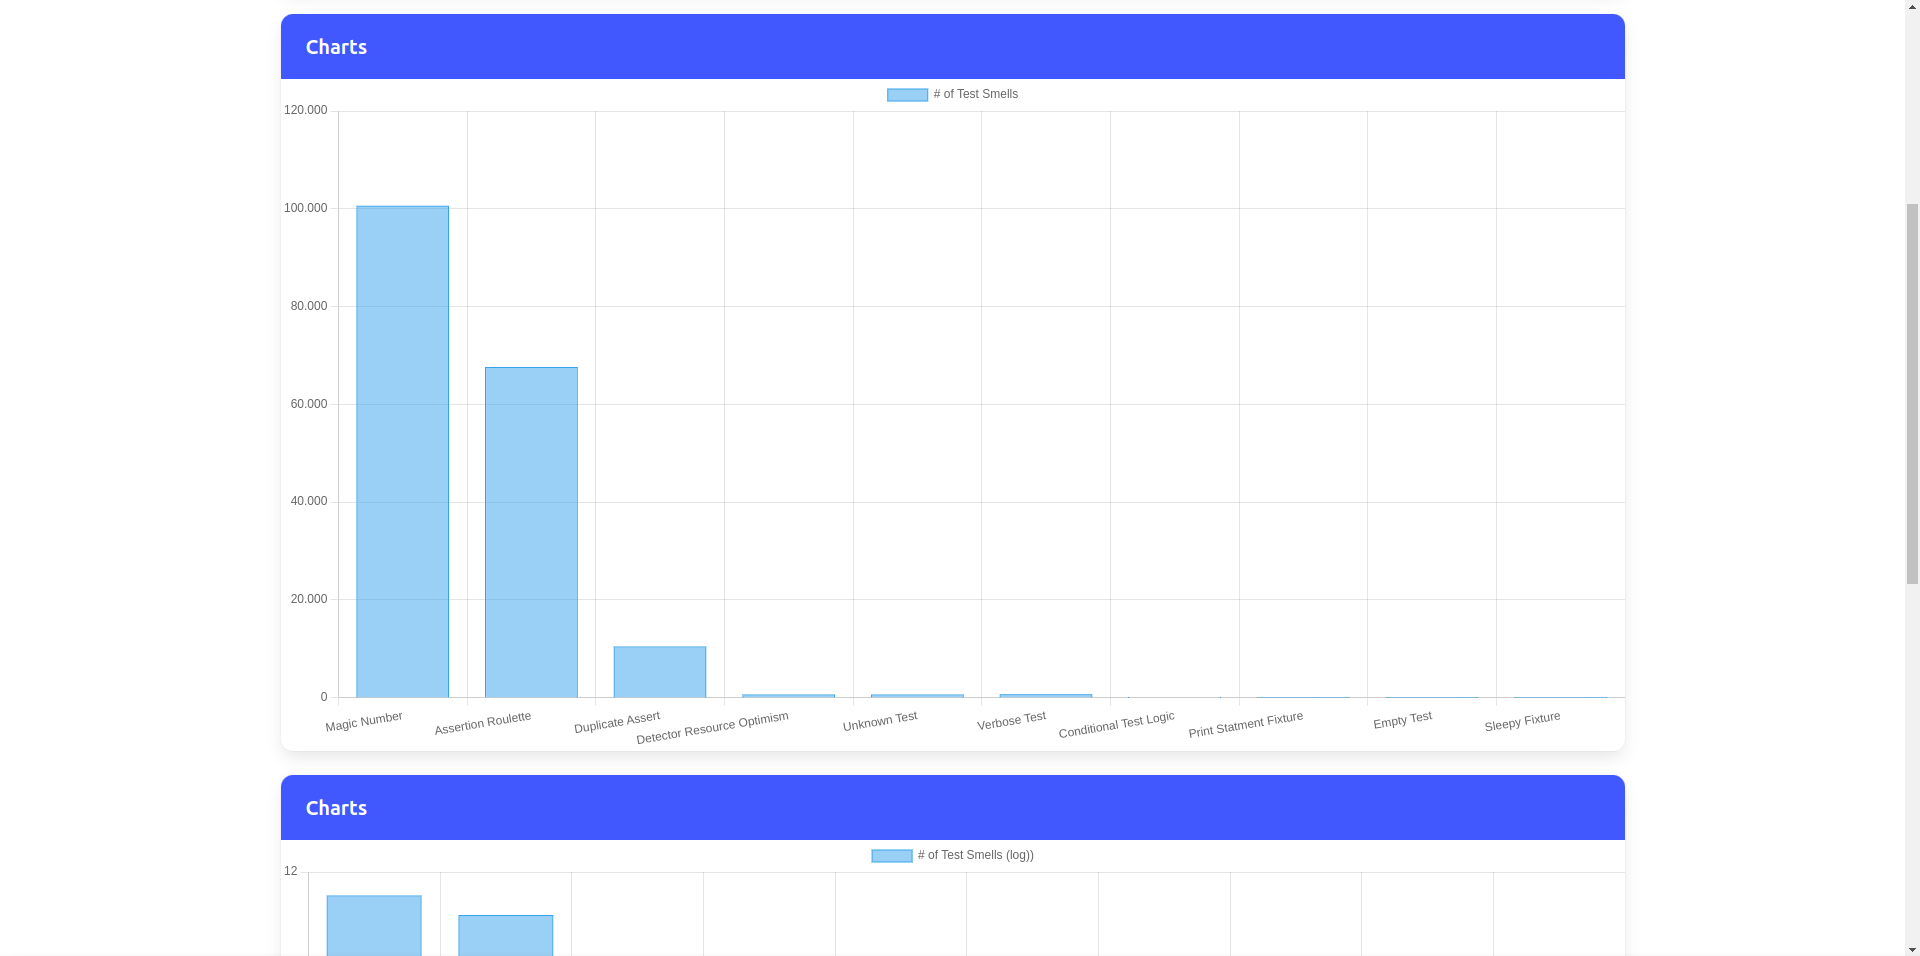 Charts
# of Test Smells
120.000
100.000
80.000
60.000
40.000
20.000
0
Magic Number
Assertion Roulette
Duplicate Assert
Detector Resource Optimism
Unknown Test
Verbose Test
Conditional Test Logic
Print Statment Fixture
Empty Test
Sleepy Fixture
Charts
# of Test Smells (log))
12